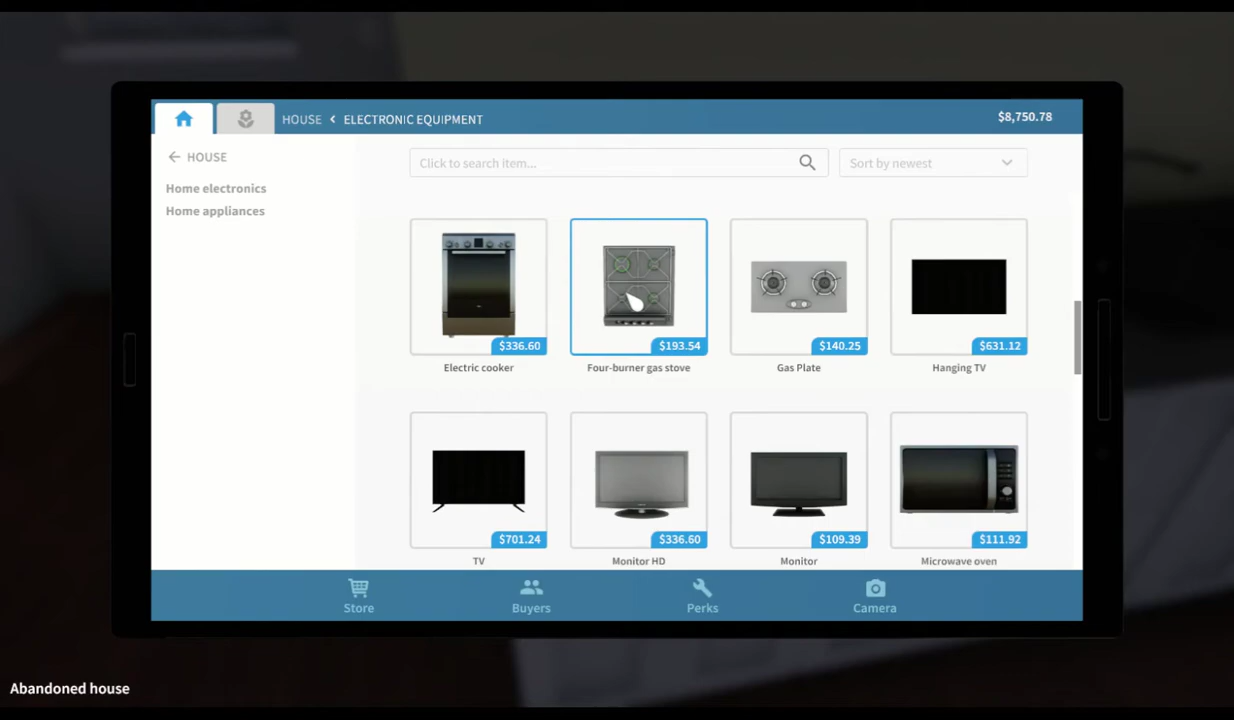 HOUSE < ELECTRONIC EQUIPMENT
$8,750.78
← HOUSE
Home electronics
Home appliances
Click to search item...
Sort by newest
$336.60
$193.54
$140.25
$631.12
Electric cooker
Four-burner gas stove
Gas Plate
Hanging TV
$701.24
$336.60
$109.39
$111.92
TV
Monitor HD
Monitor
Microwave oven
Store
Buyers
Perks
Camera
Abandoned house